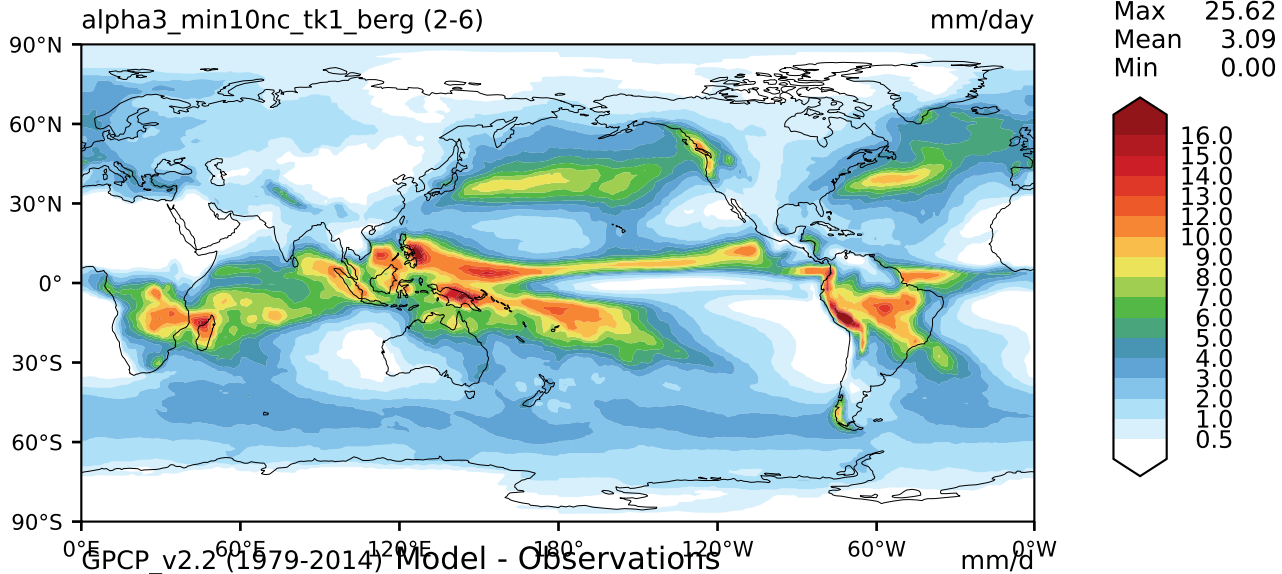 alpha3_min10nc_tk1_berg (2-6) mm/day
Max 25.62
Mean 3.09
Min 0.00
90°N
60°N
30°N
0°
30°S
60°S
90°S
16.0
15.0
14.0
13.0
12.0
10.0
9.0
8.0
7.0
6.0
5.0
4.0
3.0
2.0
1.0
0.5
0°E 60°E 120°E 180° 120°W 60°W 0°W
GPCP_v2.2 (1979-2014) Model - Observations mm/d